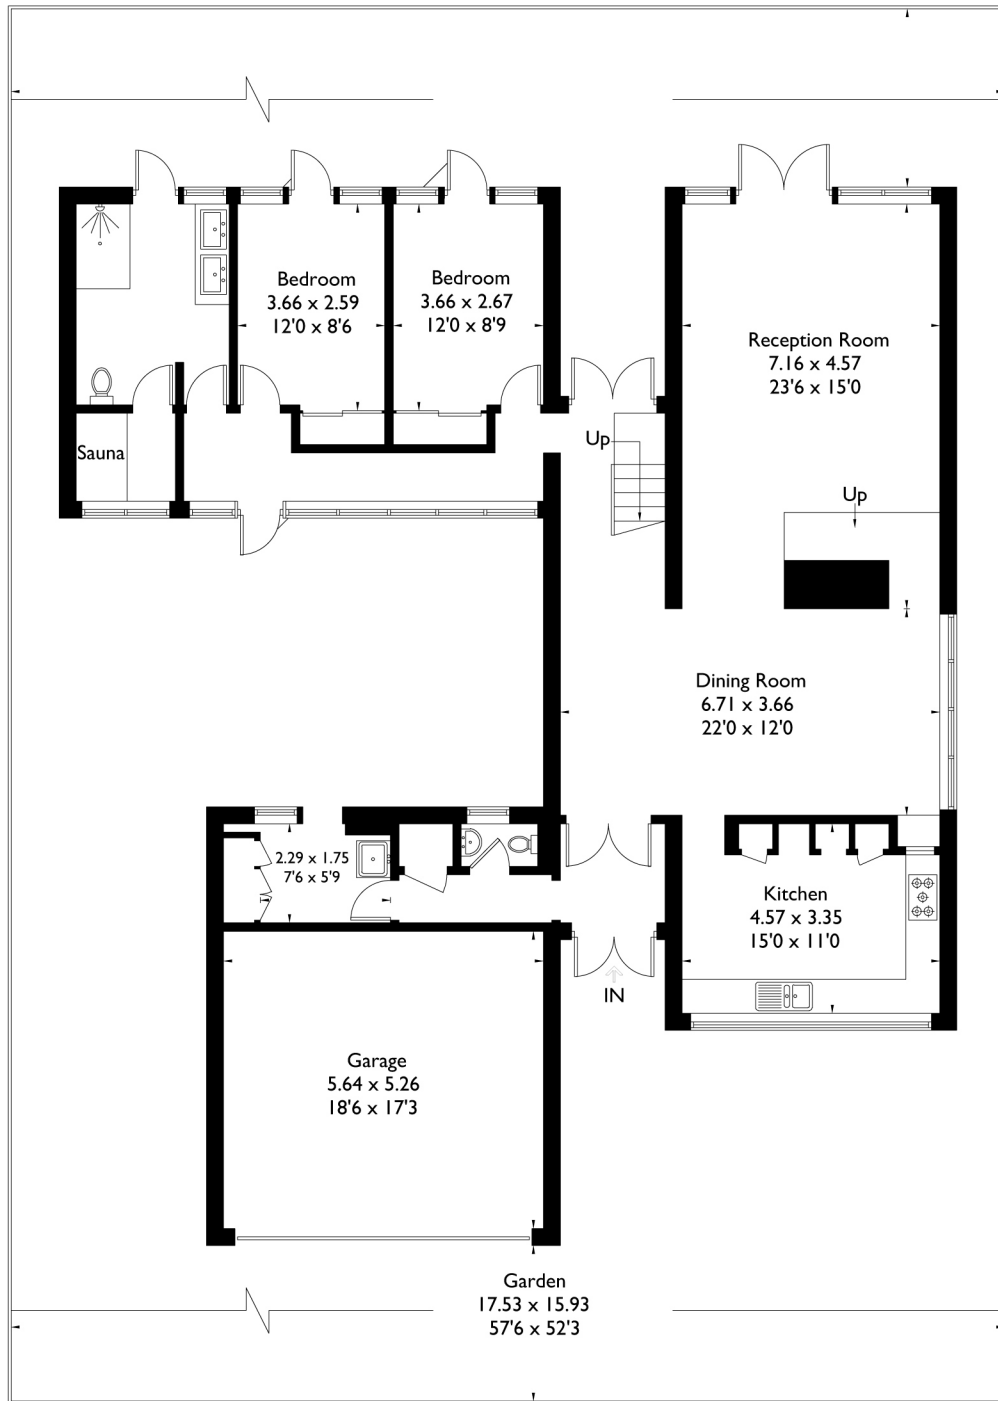 Bedroom
3.66 x 2.59
12'0 x 8'6
Bedroom
3.66 x 2.67
12'0 x 8'9
Reception Room
7.16 x 4.57
23'6 x 15'0
Sauna
Up
Up
Dining Room
6.71 x 3.66
22'0 x 12'0
2.29 x 1.75
7'6 x 5'9
Kitchen
4.57 x 3.35
15'0 x 11'0
IN
Garage
5.64 x 5.26
18'6 x 17'3
Garden
17.53 x 15.93
57'6 x 52'3